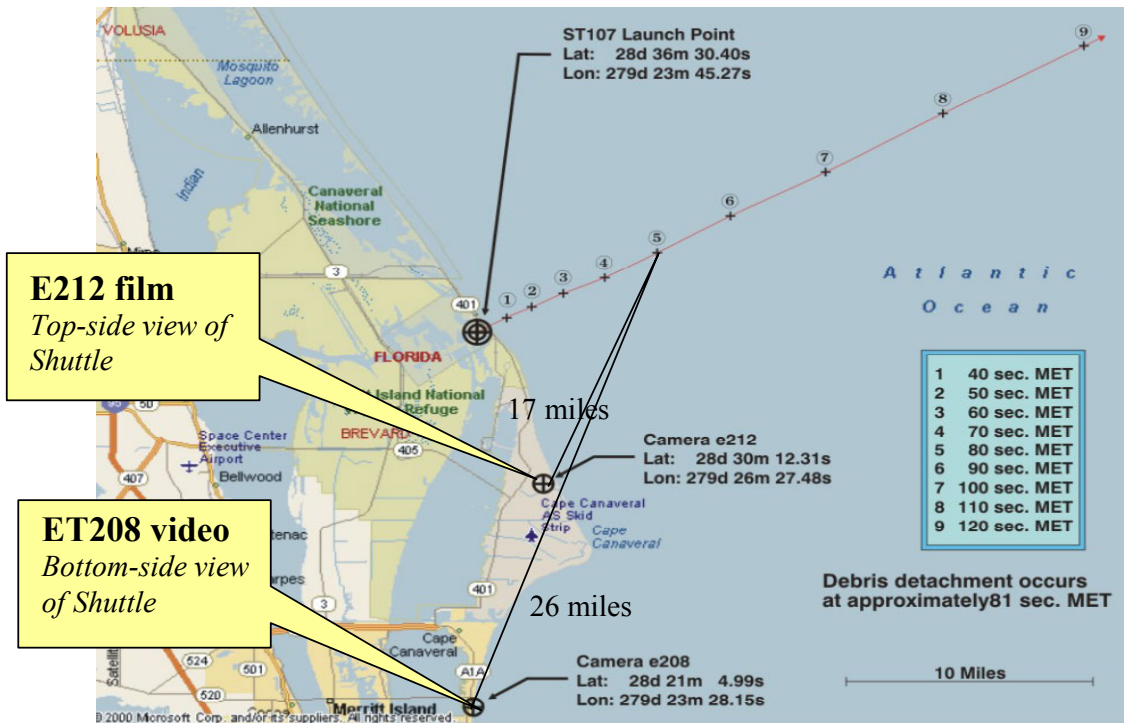 VOLUSIA
Mosquito
Lagoon
Allenhurst
Indian
Canaveral
National
Seashore
3
401
FLORIDA
Island National
Refuge
BREVARD
405
50
Space Center
Executive
Airport
407
Bellwood
Cape Canaveral
AS Skid
Strip
Cape
Canaveral
401
3
Cape
Canaveral
A1A
524
501
520
Merritt Island
© 2000 Microsoft Corp. and/or its suppliers. All rights reserved.
ST107 Launch Point
Lat: 28d 36m 30.40s
Lon: 279d 23m 45.27s
1
2
3
4
5
6
7
8
9
E212 film
Top-side view of
Shuttle
17 miles
Camera e212
Lat: 28d 30m 12.31s
Lon: 279d 26m 27.48s
ET208 video
Bottom-side view
of Shuttle
26 miles
Camera e208
Lat: 28d 21m 4.99s
Lon: 279d 23m 28.15s
Atlantic
Ocean
1 40 sec. MET
2 50 sec. MET
3 60 sec. MET
4 70 sec. MET
5 80 sec. MET
6 90 sec. MET
7 100 sec. MET
8 110 sec. MET
9 120 sec. MET
Debris detachment occurs
at approximately81 sec. MET
10 Miles